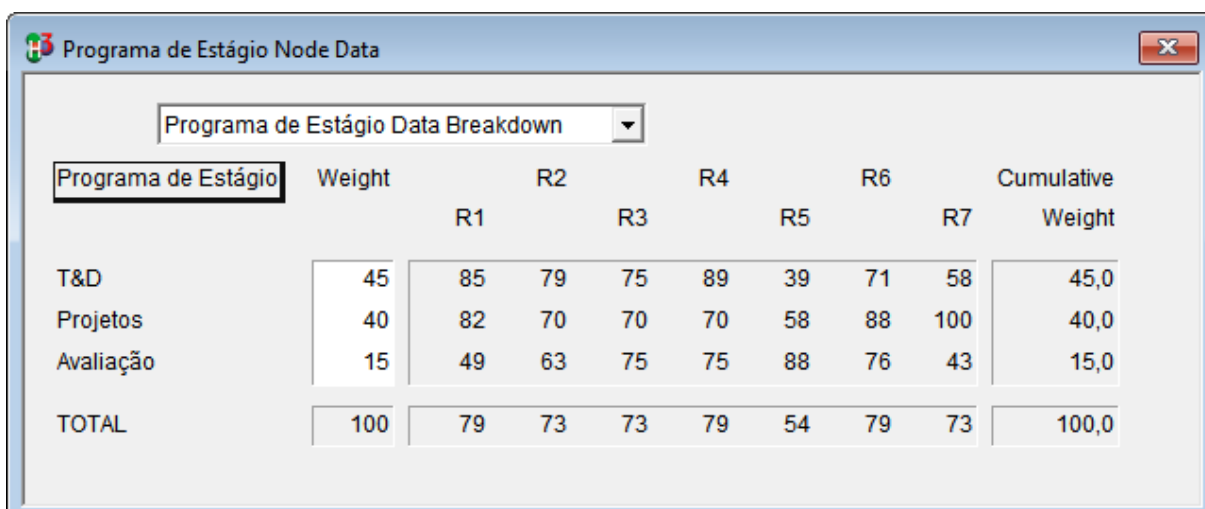 Programa de Estágio Node Data
Programa de Estágio Data Breakdown
Programa de Estágio Weight R2 R4 R6 Cumulative
R1 R3 R5 R7 Weight
T&D 45 85 79 75 89 39 71 58 45,0
Projetos 40 82 70 70 70 58 88 100 40,0
Avaliação 15 49 63 75 75 88 76 43 15,0
TOTAL 100 79 73 73 79 54 79 73 100,0